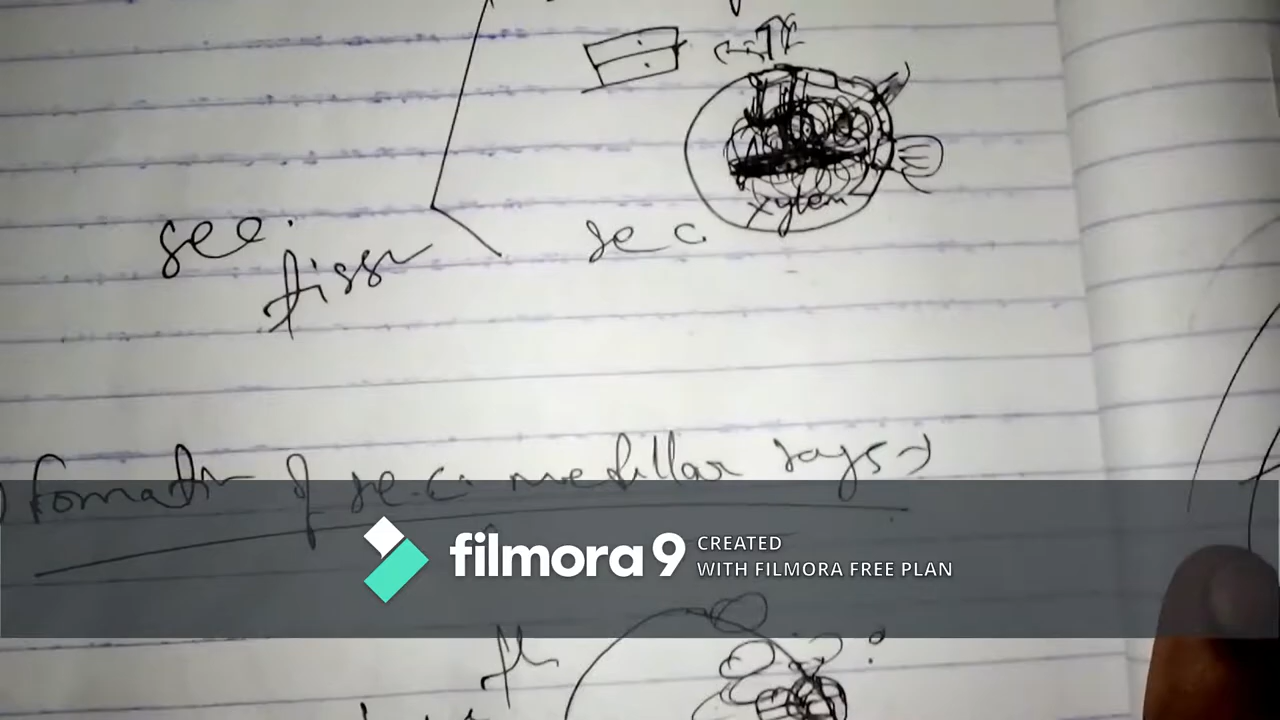 xylem
sec
sec.
tissu
Formation of sec. medullar rays →
filmora 9 CREATED
WITH FILMORA FREE PLAN